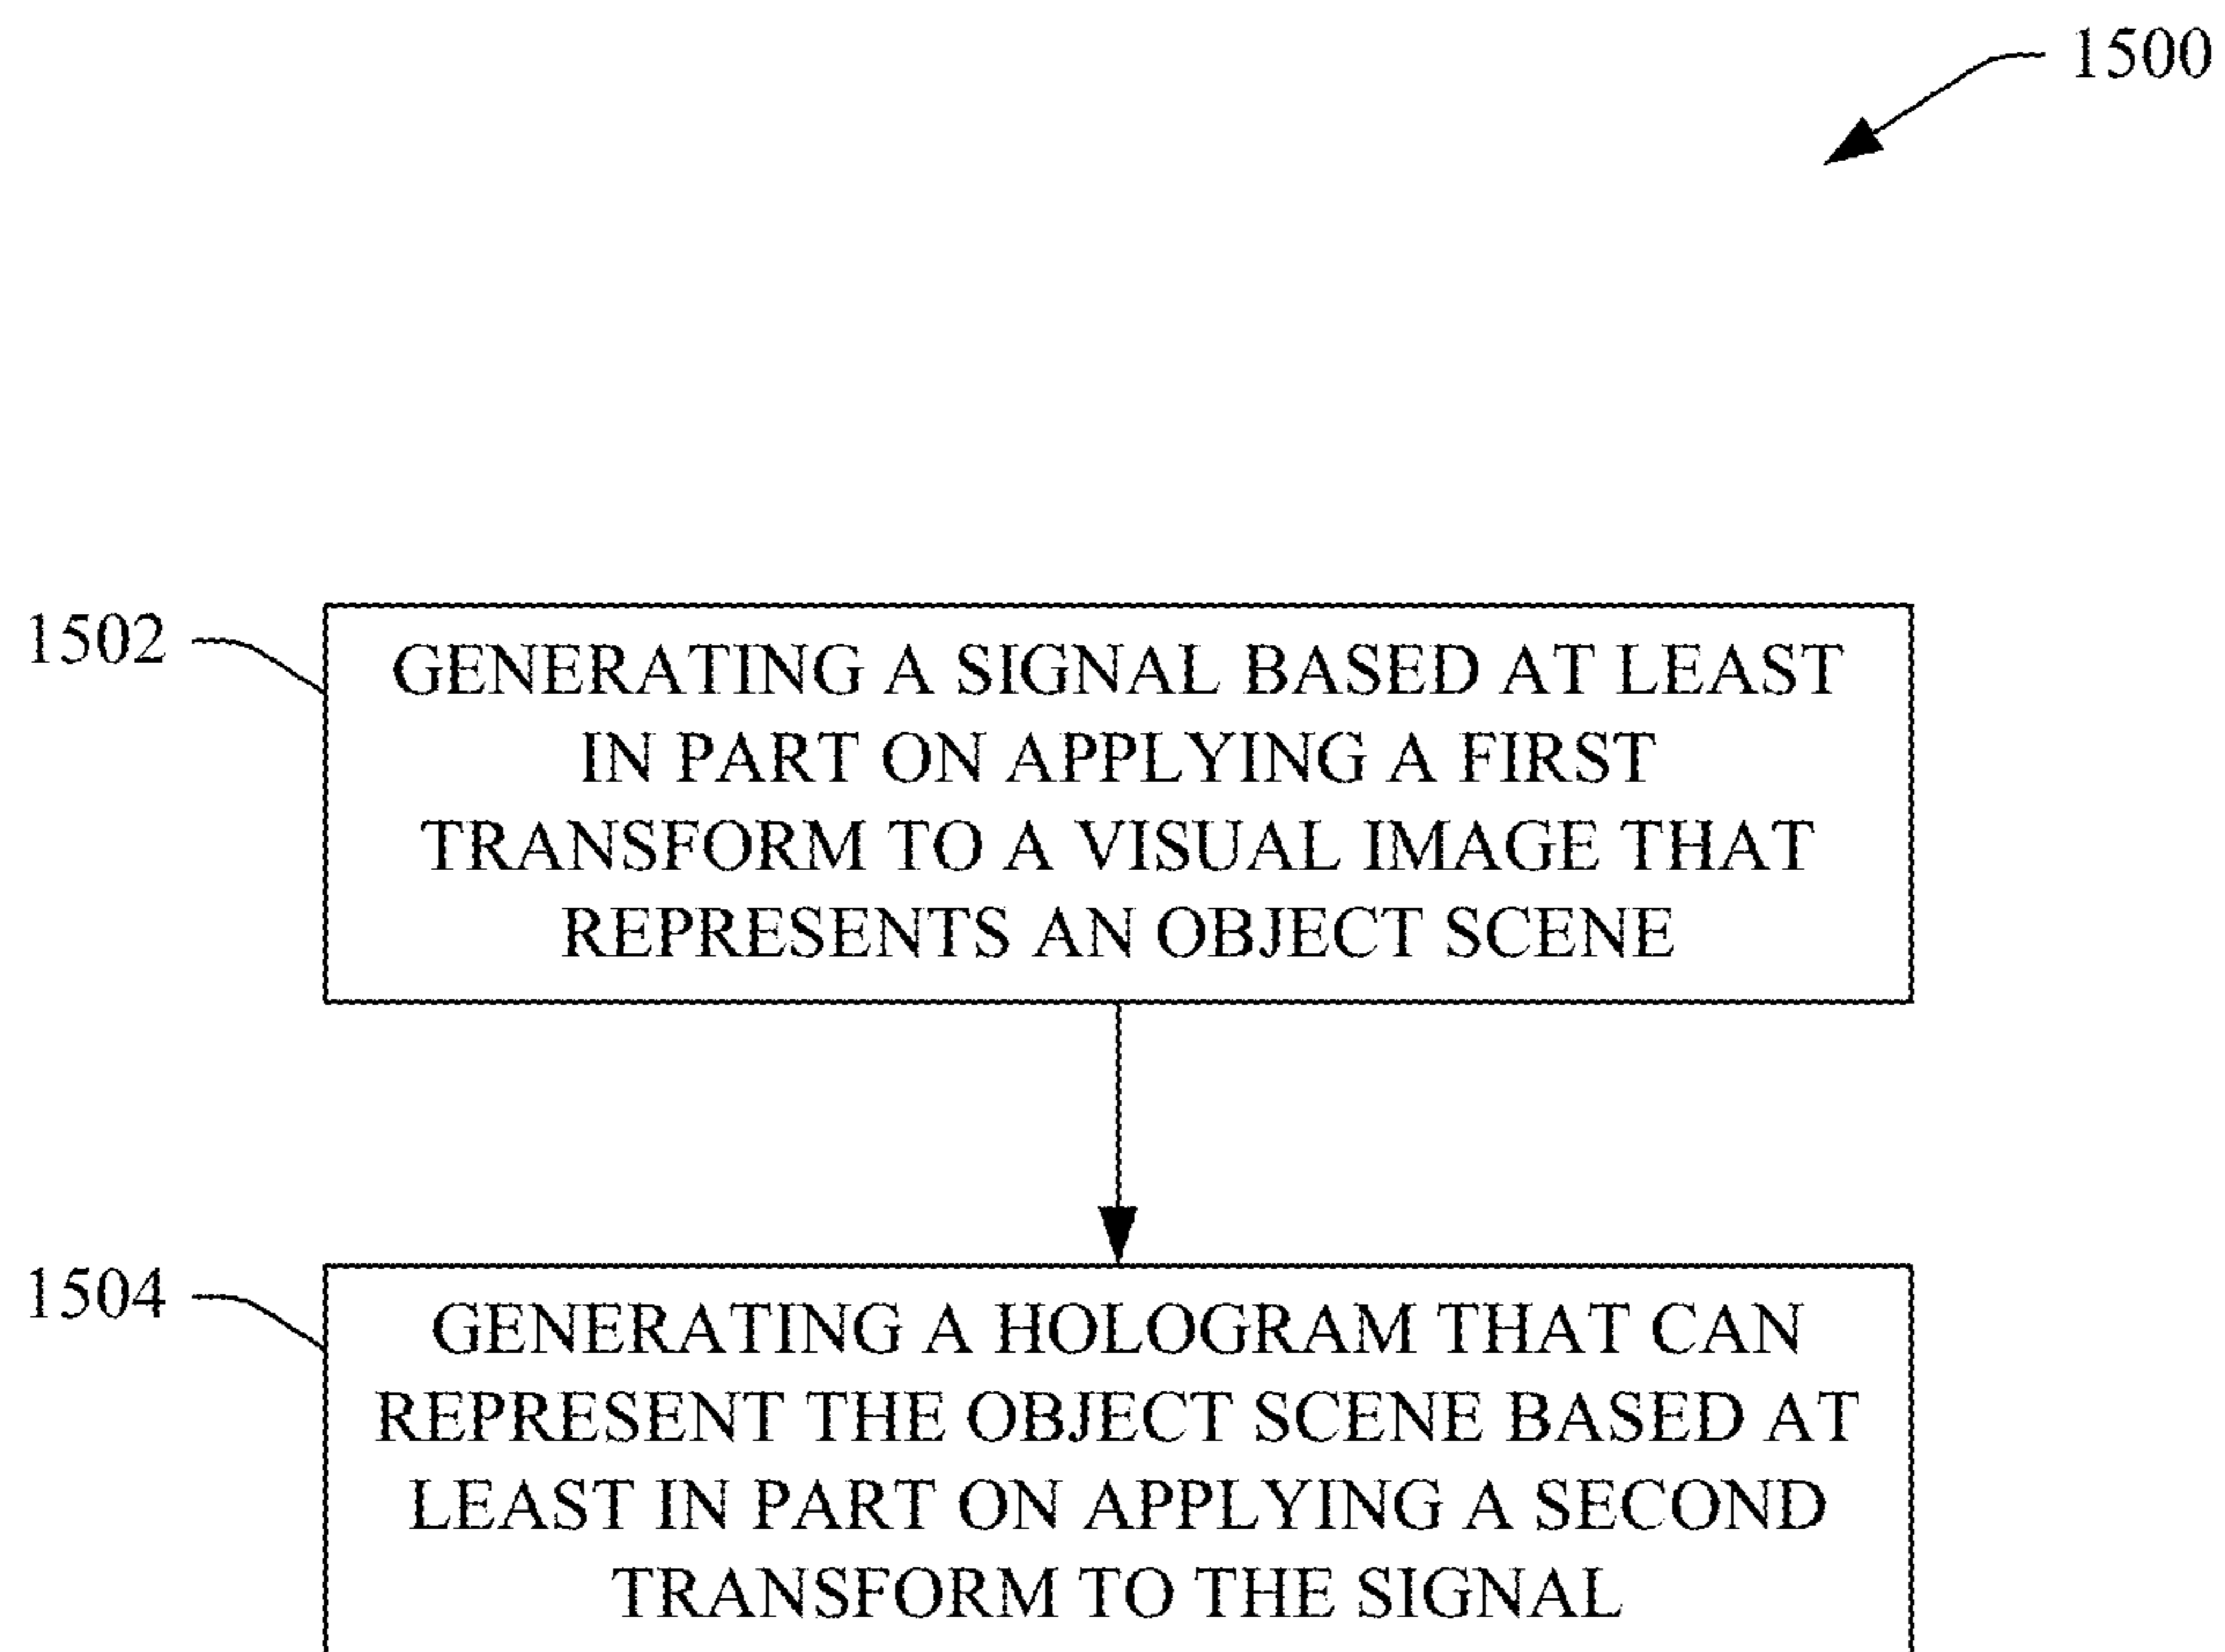 1500
1502
GENERATING A SIGNAL BASED AT LEAST
IN PART ON APPLYING A FIRST
TRANSFORM TO A VISUAL IMAGE THAT
REPRESENTS AN OBJECT SCENE
1504
GENERATING A HOLOGRAM THAT CAN
REPRESENT THE OBJECT SCENE BASED AT
LEAST IN PART ON APPLYING A SECOND
TRANSFORM TO THE SIGNAL